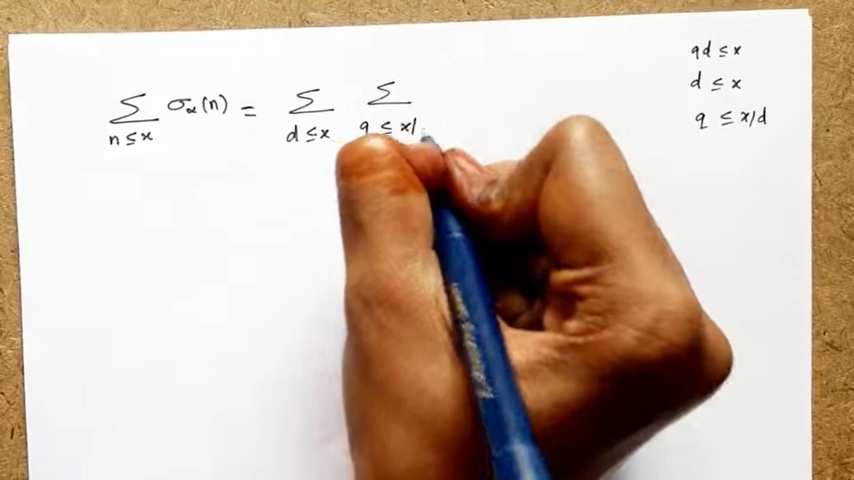 qd ≤ x
d ≤ x
q ≤ x/d
∑ σα(n) = ∑ ∑
n≤x d≤x q ≤ x/